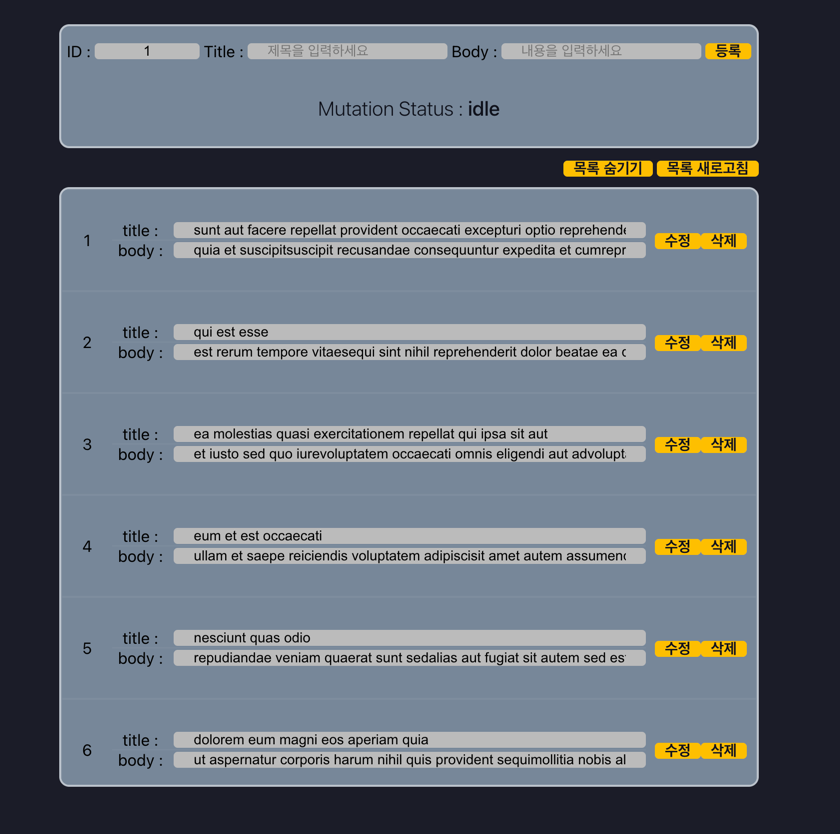 ID : 1 Title : 제목을 입력하세요 Body : 내용을 입력하세요 등록
Mutation Status : idle
목록 숨기기 목록 새로고침
1
title : sunt aut facere repellat provident occaecati excepturi optio reprehende
body : quia et suscipitsuscipit recusandae consequuntur expedita et cumrepr
수정 삭제
2
title : qui est esse
body : est rerum tempore vitaesequi sint nihil reprehenderit dolor beatae ea
수정 삭제
3
title : ea molestias quasi exercitationem repellat qui ipsa sit aut
body : et iusto sed quo iurevoluptatem occaecati omnis eligendi aut advolupt
수정 삭제
4
title : eum et est occaecati
body : ullam et saepe reiciendis voluptatem adipiscisit amet autem assumen
수정 삭제
5
title : nesciunt quas odio
body : repudiandae veniam quaerat sunt sedalias aut fugiat sit autem sed es
수정 삭제
6
title : dolorem eum magni eos aperiam quia
body : ut aspernatur corporis harum nihil quis provident sequimollitia nobis al
수정 삭제